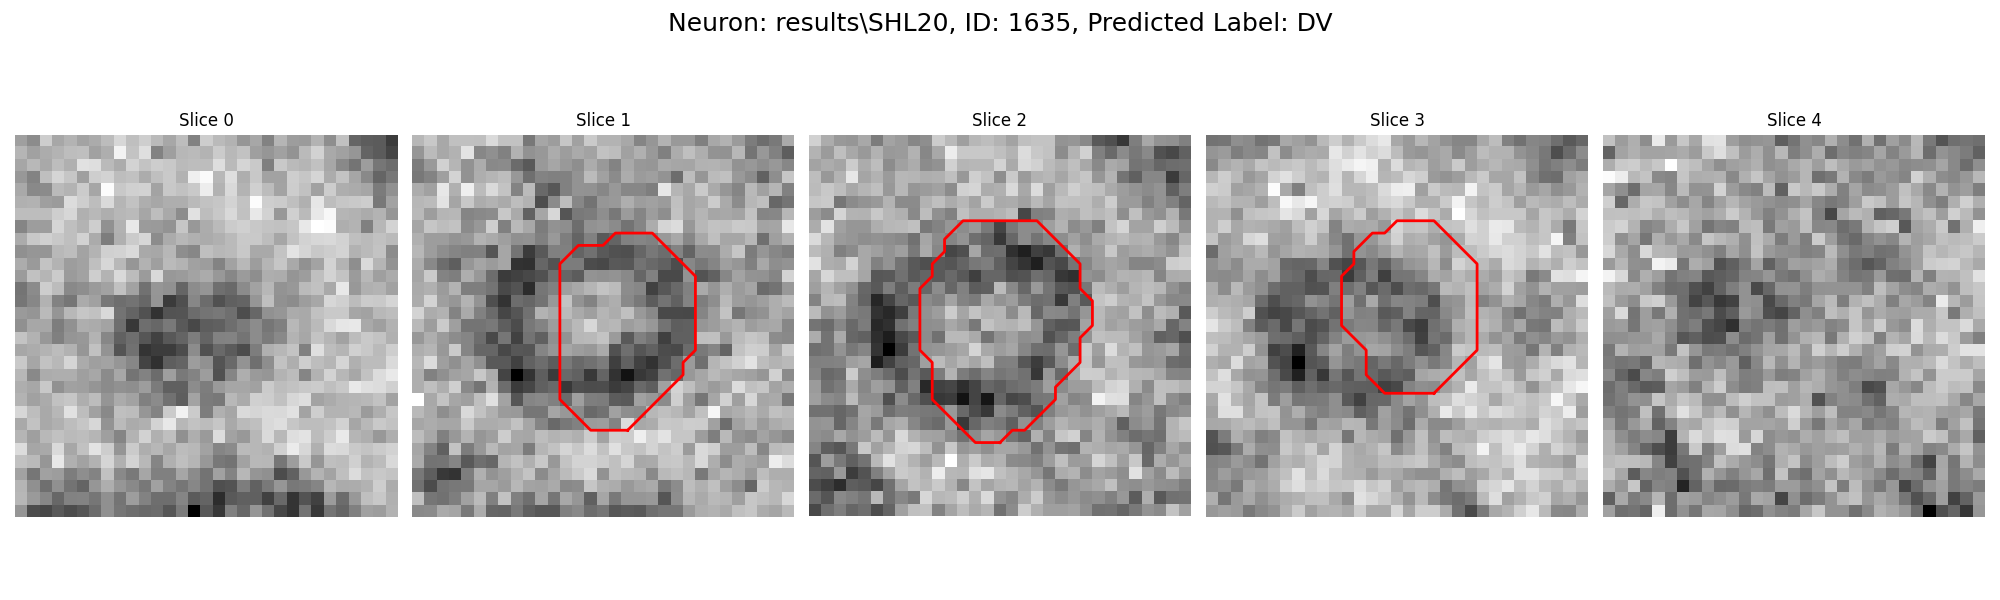 Neuron: results\SHL20, ID: 1635, Predicted Label: DV
Slice 0
Slice 1
Slice 2
Slice 3
Slice 4